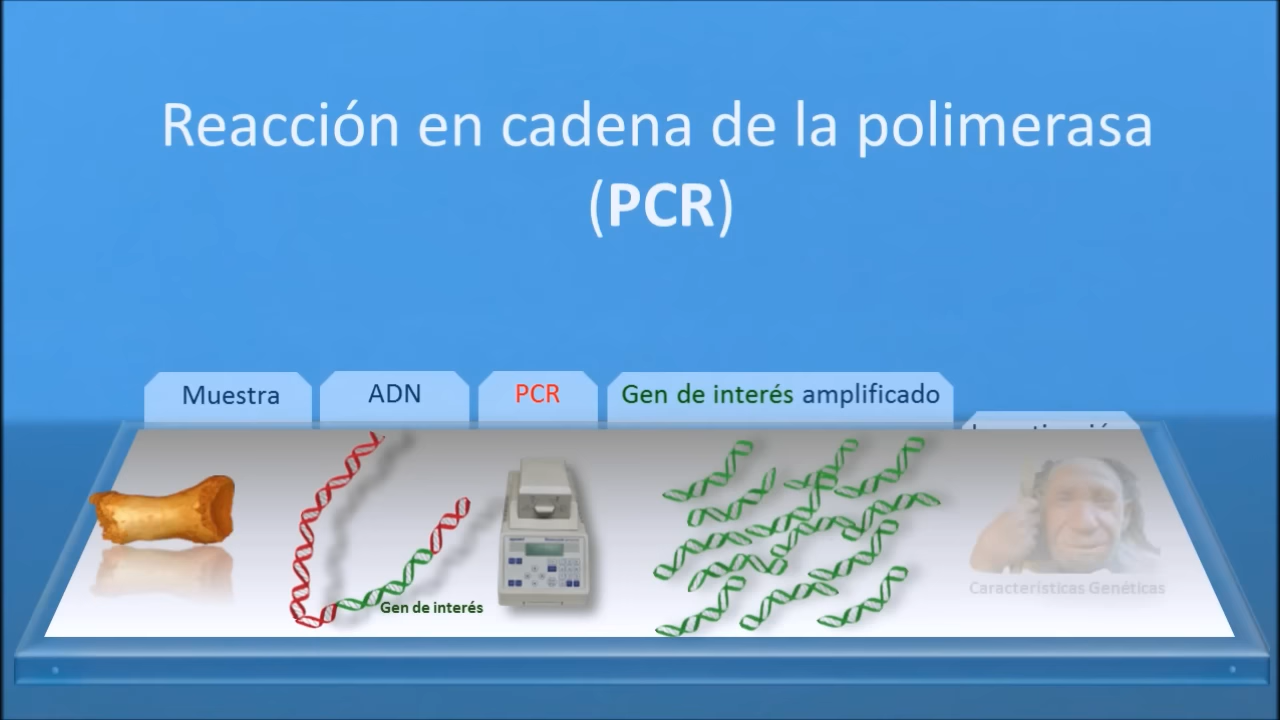 Reacción en cadena de la polimerasa
(PCR)
Muestra
ADN
PCR
Gen de interés amplificado
Gen de interés
Características Genéticas